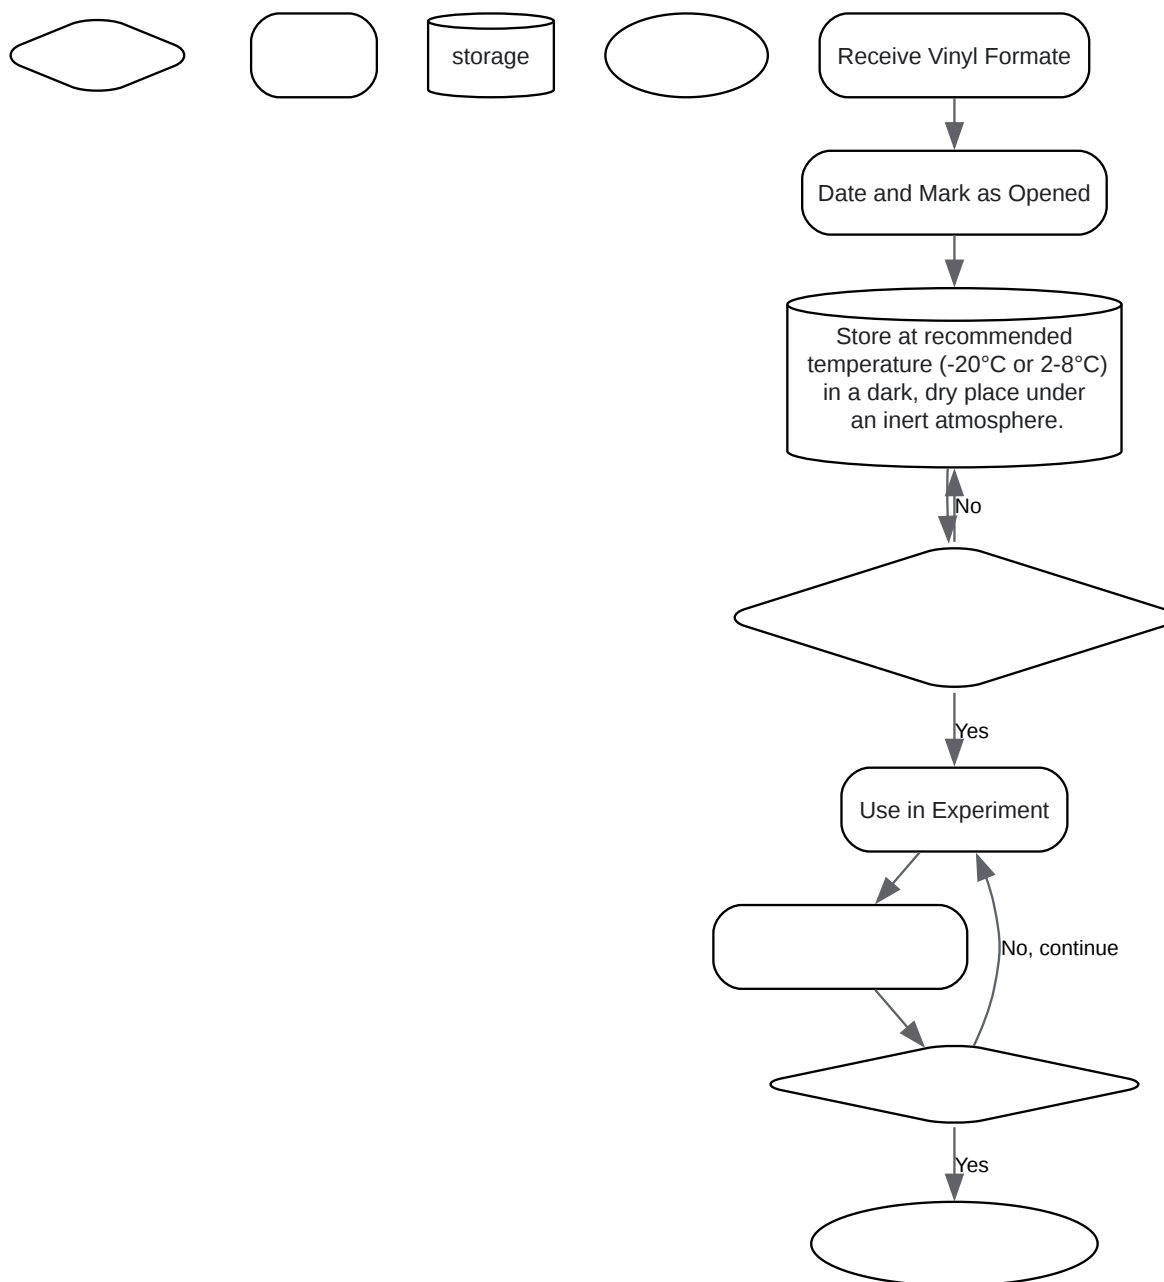 storage
Receive Vinyl Formate
Date and Mark as Opened
Store at recommended
temperature (-20°C or 2-8°C)
in a dark, dry place under
an inert atmosphere.
No
Yes
Use in Experiment
No, continue
Yes